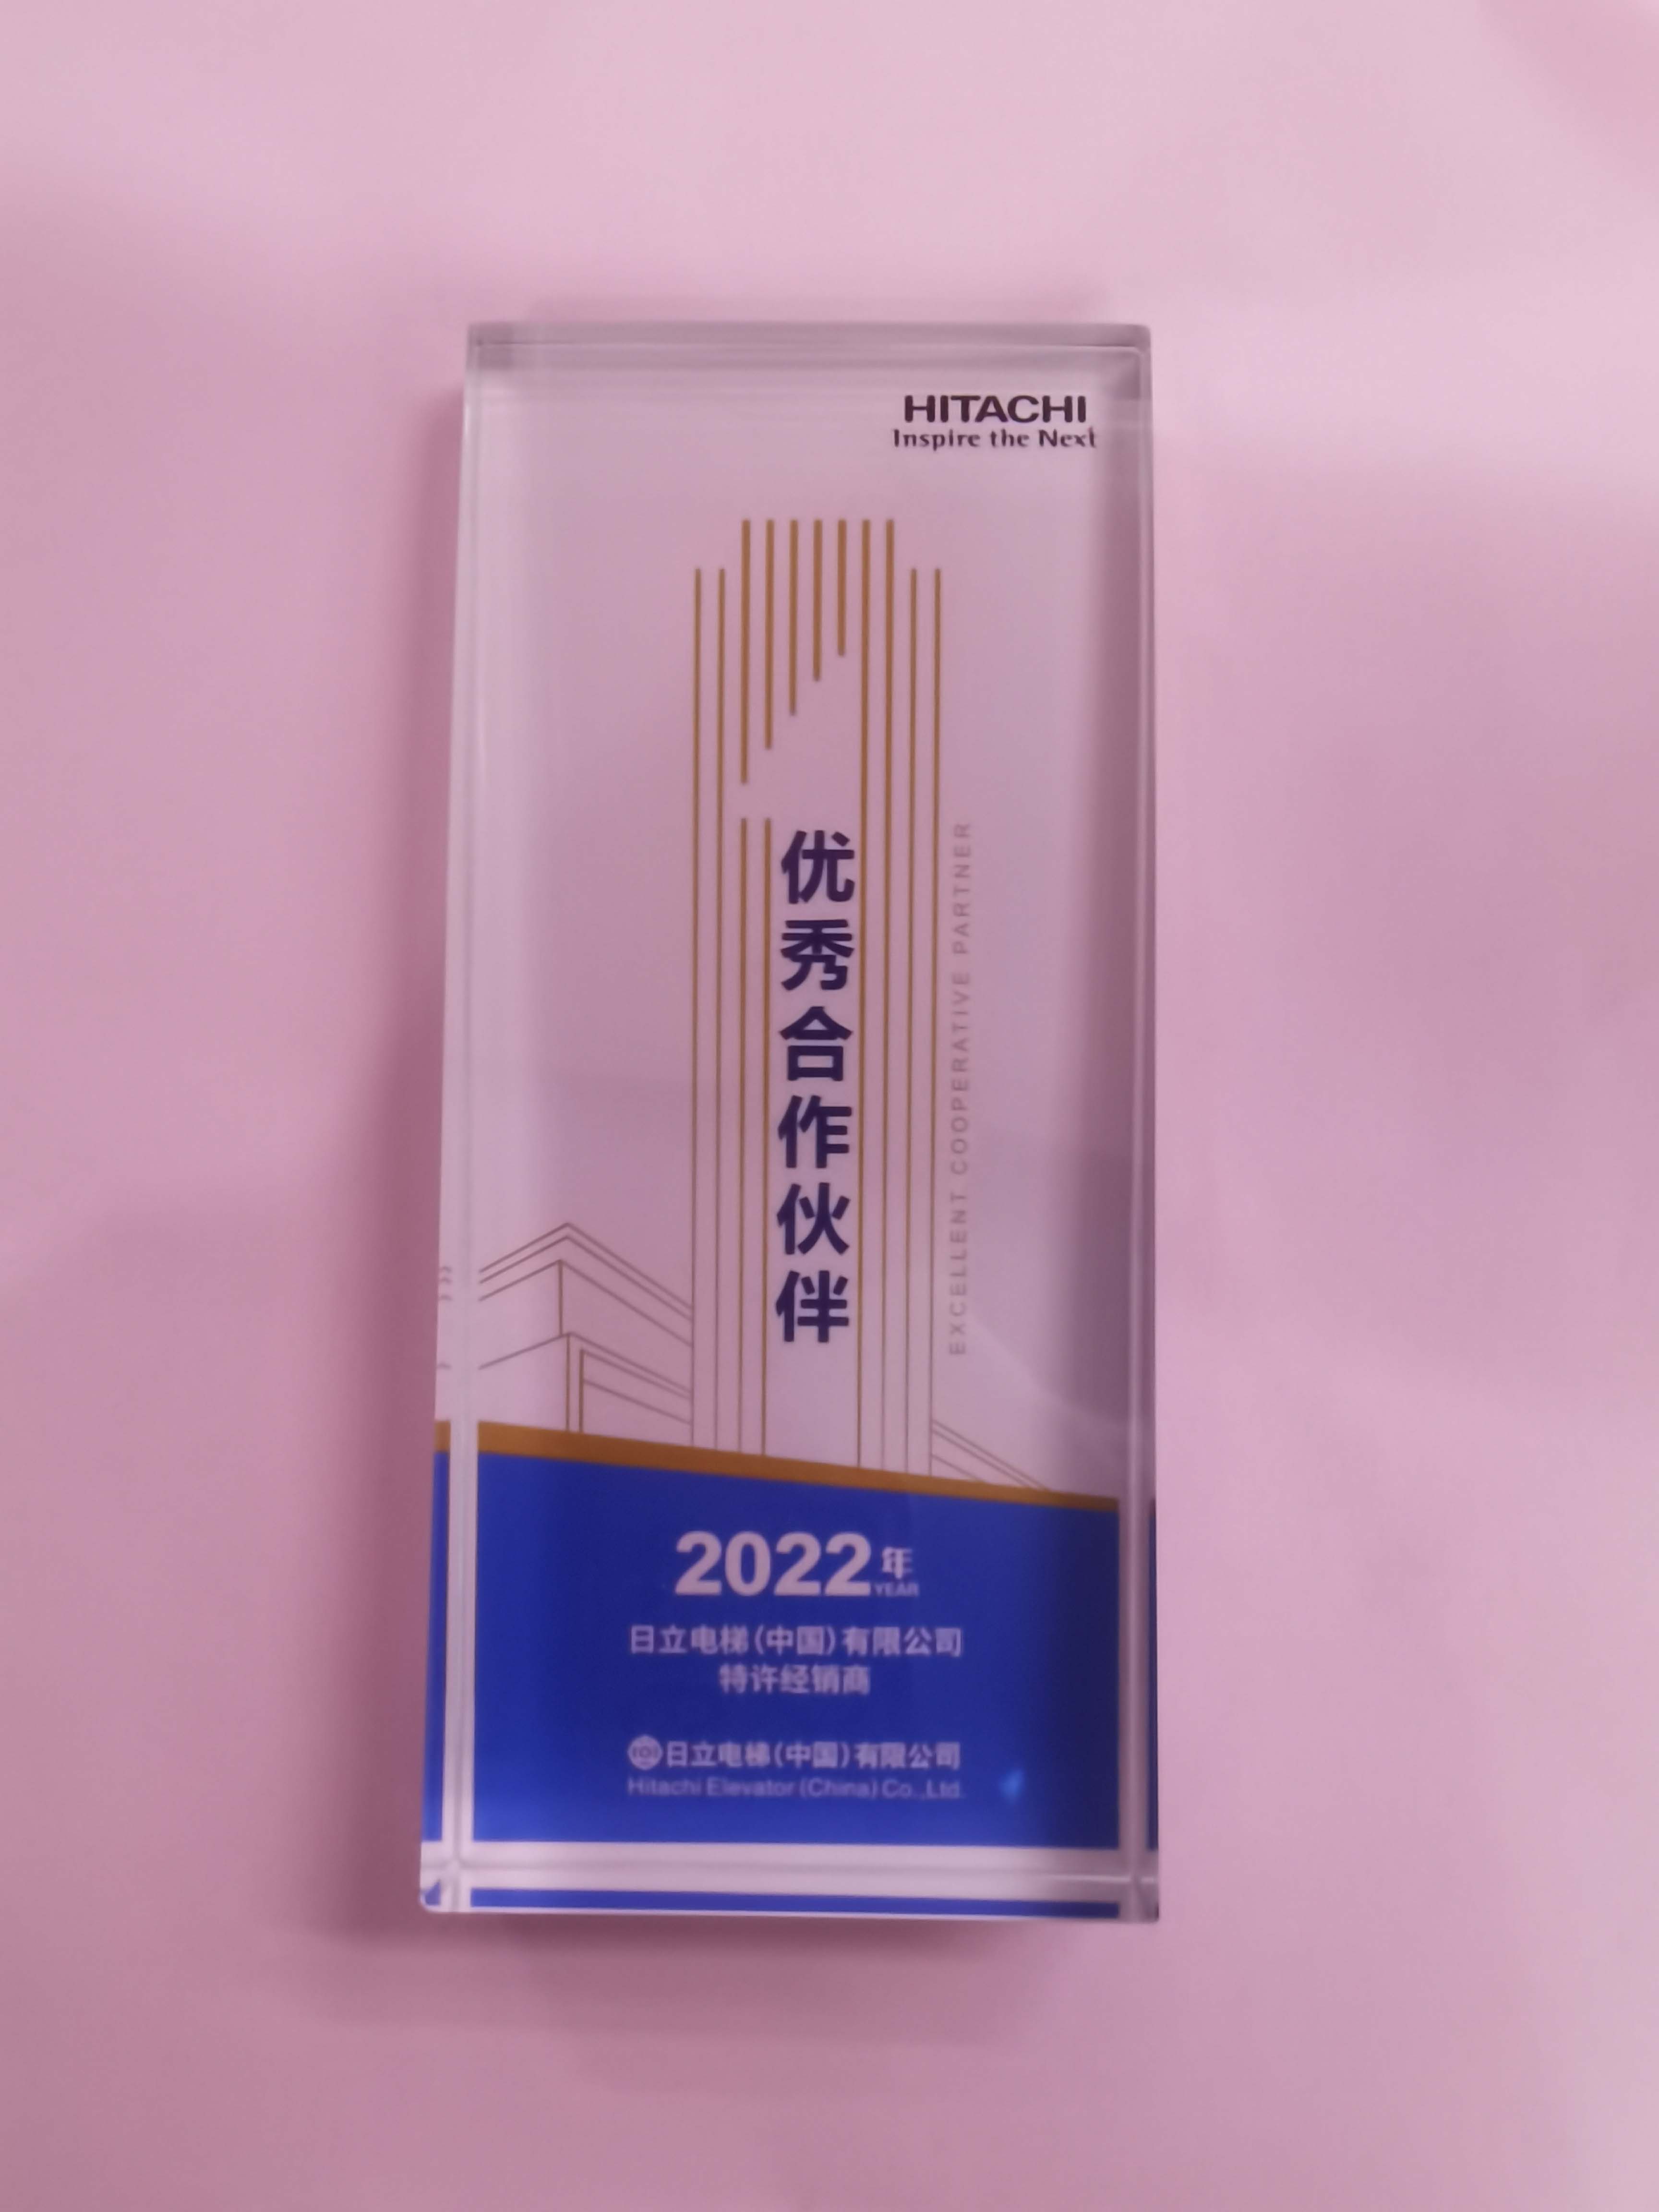 HITACHI
Inspire the Next
优秀合作伙伴
EXCELLENT COOPERATIVE PARTNER
2022年
YEAR
日立电梯(中国)有限公司
特许经销商
日立电梯(中国)有限公司
Hitachi Elevator (China) Co.,Ltd.